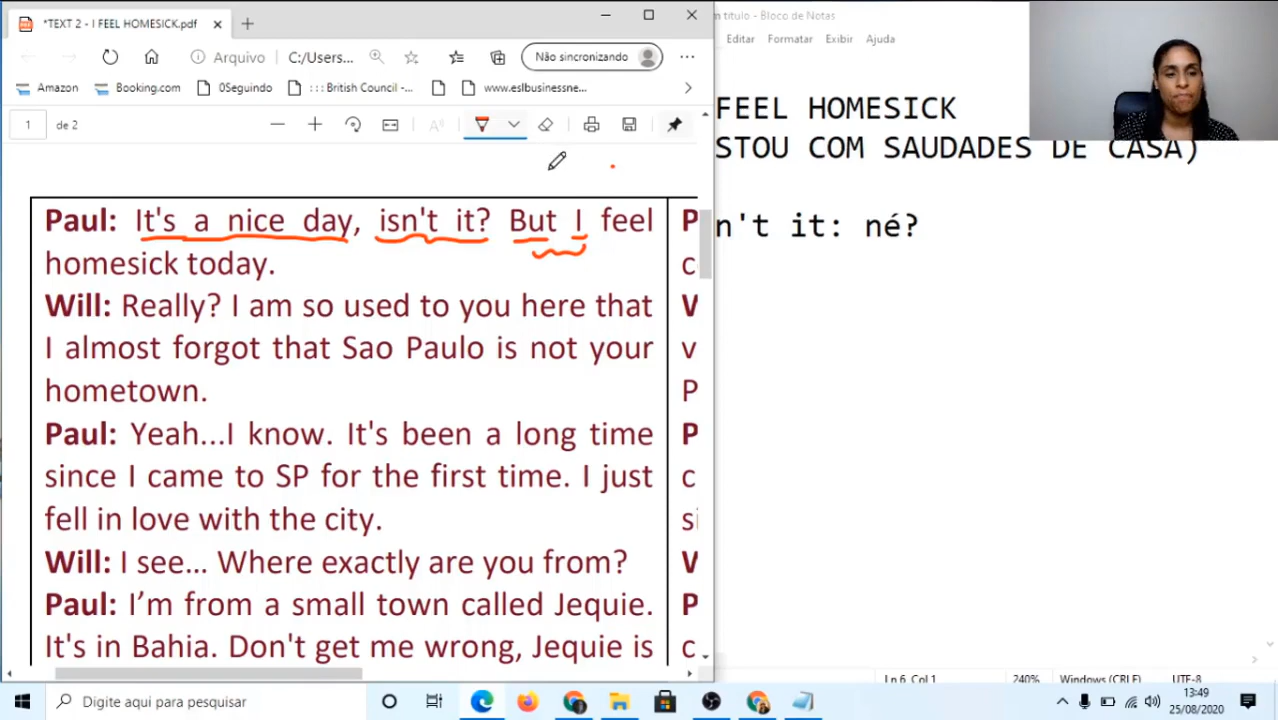 *TEXT 2 - I FEEL HOMESICK.pdf
m título - Bloco de Notas
Editar Formatar Exibir Ajuda
Arquivo C:/Users... Não sincronizando
Amazon Booking.com 0Seguindo : : : British Council -... www.eslbusinessne...
1 de 2
FEEL HOMESICK
STOU COM SAUDADES DE CASA)
n't it: né?
Paul: It's a nice day, isn't it? But I feel
homesick today.
Will: Really? I am so used to you here that
I almost forgot that Sao Paulo is not your
hometown.
Paul: Yeah...I know. It's been a long time
since I came to SP for the first time. I just
fell in love with the city.
Will: I see... Where exactly are you from?
Paul: I’m from a small town called Jequie.
It's in Bahia. Don't get me wrong, Jequie is
P
c
W
v
P
P
c
si
W
P
c
Ln 6, Col 1 240% Windows (CRLF) UTF-8
Digite aqui para pesquisar
13:49
25/08/2020